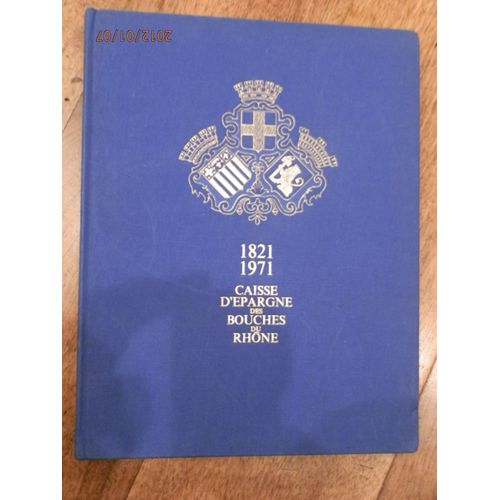 2012/01/07
1821
1971
CAISSE
D'EPARGNE
DES
BOUCHES
DU
RHÔNE